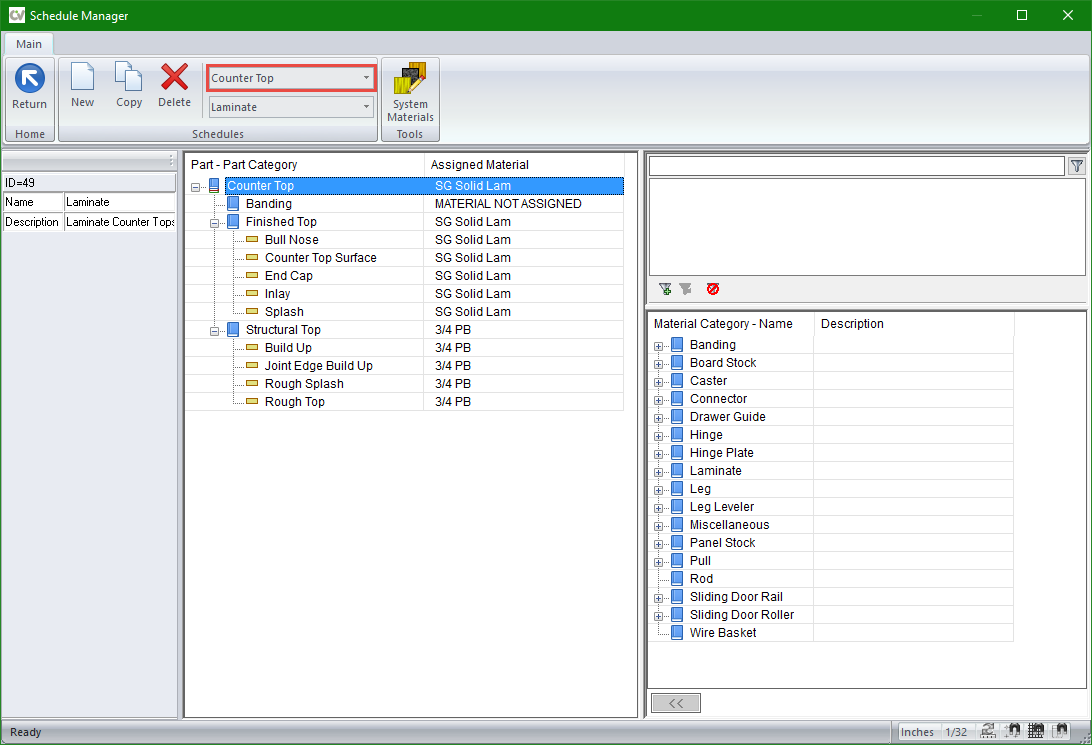 CV Schedule Manager
Main
Return
New
Copy
Delete
Counter Top
Laminate
System
Materials
Home
Schedules
Tools
ID=49
Name Laminate
Description Laminate Counter Tops
Part - Part Category Assigned Material
Counter Top SG Solid Lam
Banding MATERIAL NOT ASSIGNED
Finished Top SG Solid Lam
Bull Nose SG Solid Lam
Counter Top Surface SG Solid Lam
End Cap SG Solid Lam
Inlay SG Solid Lam
Splash SG Solid Lam
Structural Top 3/4 PB
Build Up 3/4 PB
Joint Edge Build Up 3/4 PB
Rough Splash 3/4 PB
Rough Top 3/4 PB
Material Category - Name Description
Banding
Board Stock
Caster
Connector
Drawer Guide
Hinge
Hinge Plate
Laminate
Leg
Leg Leveler
Miscellaneous
Panel Stock
Pull
Rod
Sliding Door Rail
Sliding Door Roller
Wire Basket
<<
Ready
Inches 1/32